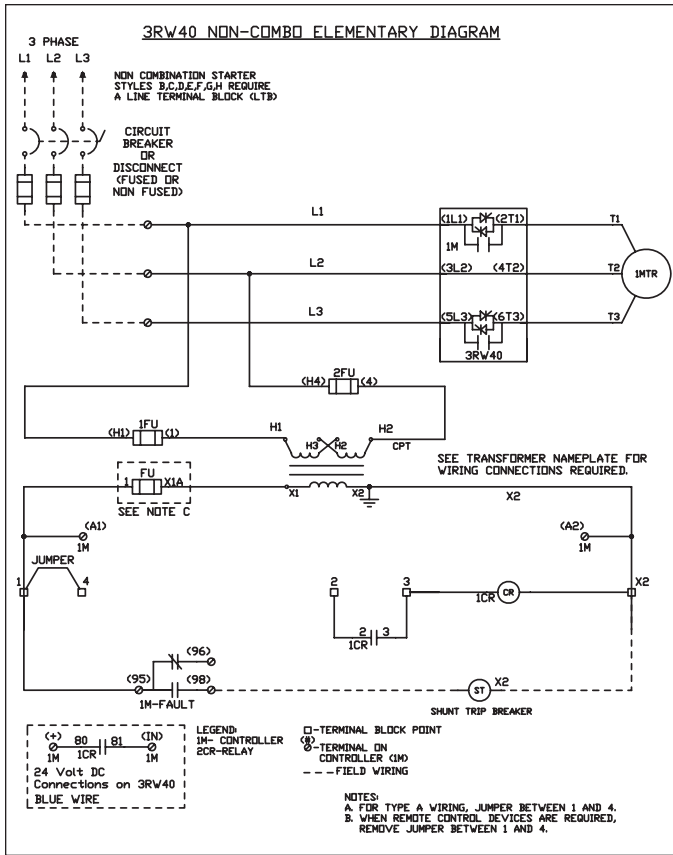 3RW40 NON-COMBO ELEMENTARY DIAGRAM
3 PHASE
L1 L2 L3
NON COMBINATION STARTER
STYLES B,C,D,E,F,G,H REQUIRE
A LINE TERMINAL BLOCK (LTB)
CIRCUIT
BREAKER
OR
DISCONNECT
(FUSED OR
NON FUSED)
L1
(1L1) (2T1)
T1
1M
L2
(3L2) (4T2)
T2
1MTR
L3
(5L3) (6T3)
T3
3RW40
2FU
(H4) (4)
1FU
(H1) (1)
H1 H3 H2 H2
CPT
SEE TRANSFORMER NAMEPLATE FOR
WIRING CONNECTIONS REQUIRED.
FU
1 X1A
X1 X2
X2
SEE NOTE C
(A1)
1M
(A2)
1M
JUMPER
1 4
2 3
1CR CR
X2
2 3
1CR
(96)
(95) (98)
1M-FAULT
ST X2
SHUNT TRIP BREAKER
(+) 80 81 (IN)
1M 1CR 1M
24 Volt DC
Connections on 3RW40
BLUE WIRE
LEGEND:
1M- CONTROLLER
2CR-RELAY
-TERMINAL BLOCK POINT
(#)
-TERMINAL ON
CONTROLLER (1M)
----FIELD WIRING
NOTES:
A. FOR TYPE A WIRING, JUMPER BETWEEN 1 AND 4.
B. WHEN REMOTE CONTROL DEVICES ARE REQUIRED,
REMOVE JUMPER BETWEEN 1 AND 4.